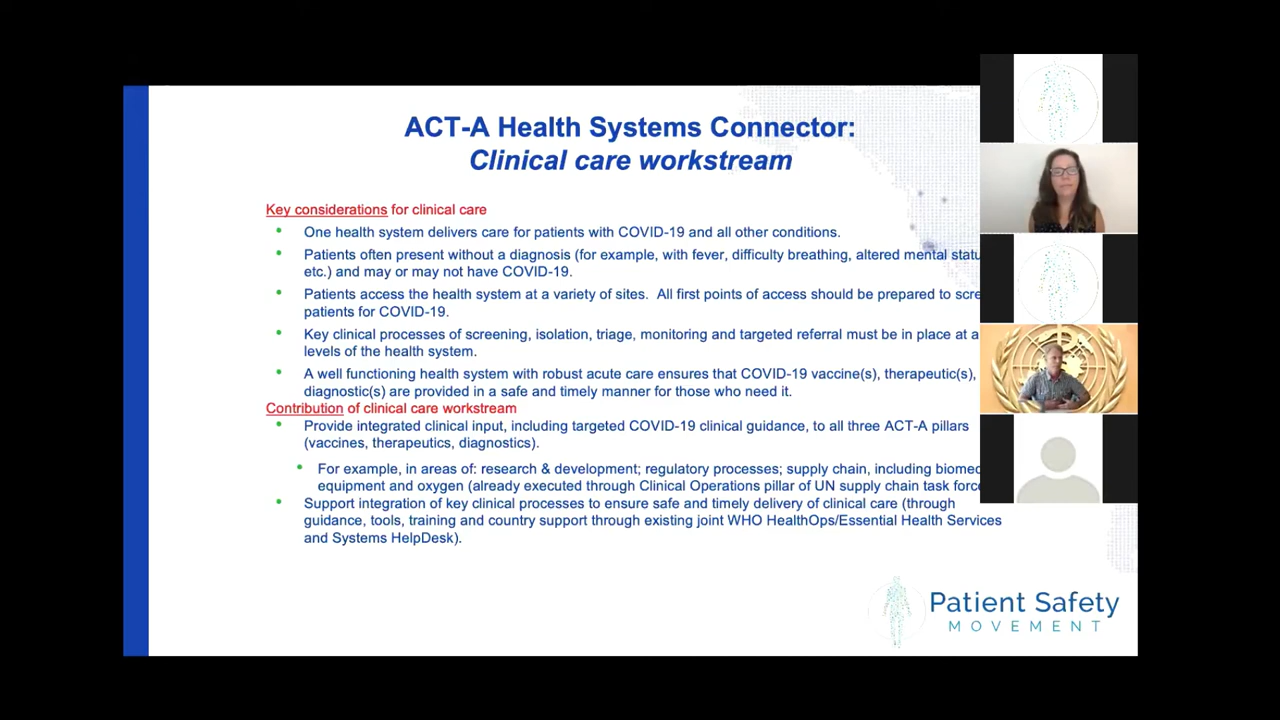 ACT-A Health Systems Connector:
Clinical care workstream
Key considerations for clinical care
One health system delivers care for patients with COVID-19 and all other conditions.
Patients often present without a diagnosis (for example, with fever, difficulty breathing, altered mental statu
etc.) and may or may not have COVID-19.
Patients access the health system at a variety of sites. All first points of access should be prepared to scre
patients for COVID-19.
Key clinical processes of screening, isolation, triage, monitoring and targeted referral must be in place at a
levels of the health system.
A well functioning health system with robust acute care ensures that COVID-19 vaccine(s), therapeutic(s),
diagnostic(s) are provided in a safe and timely manner for those who need it.
Contribution of clinical care workstream
Provide integrated clinical input, including targeted COVID-19 clinical guidance, to all three ACT-A pillars
(vaccines, therapeutics, diagnostics).
For example, in areas of: research & development; regulatory processes; supply chain, including biomed
equipment and oxygen (already executed through Clinical Operations pillar of UN supply chain task force
Support integration of key clinical processes to ensure safe and timely delivery of clinical care (through
guidance, tools, training and country support through existing joint WHO HealthOps/Essential Health Services
and Systems HelpDesk).
Patient Safety
MOVEMENT